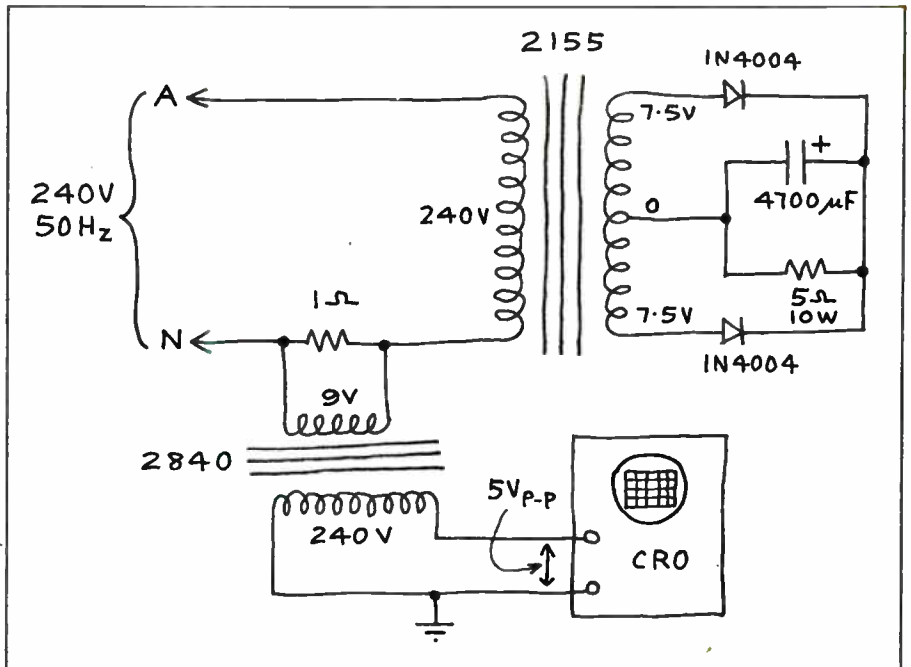 2155
1N4004
A
7.5V
+
4700µF
240V
50Hz
240V
0
1Ω
5Ω
10W
N
7.5V
1N4004
9V
2840
5Vp-p
240V
CRO